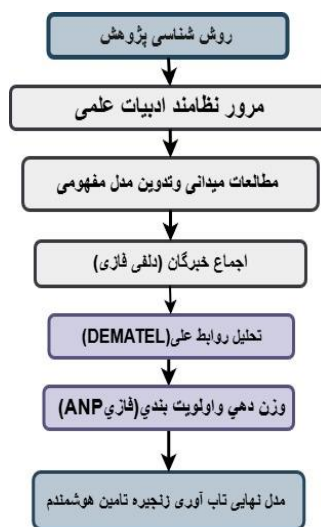 روش شناسی پژوهش
مرور نظامند ادبیات علمی
مطالعات میدانی وتدوین مدل مفهومی
اجماع خبرگان (دلفی فازی)
تحلیل روابط علی(DEMATEL)
وزن دهي واولويت بندي(فازيANP)
مدل نهایی تاب آوری زنجیره تامین هوشمندم